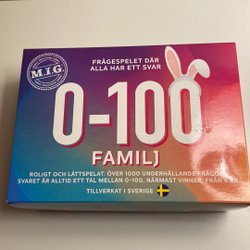 M.I.G.
FRÅGESPELET DÄR
ALLA HAR ETT SVAR
0-100
FAMILJ
ROLIGT OCH LÄTTSPELAT. ÖVER 1000 UNDERHÅLLANDE FRÅGOR
SVARET ÄR ALLTID ETT TAL MELLAN 0-100. NÄRMAST VINNER. FRÅN
TILLVERKAT I SVERIGE